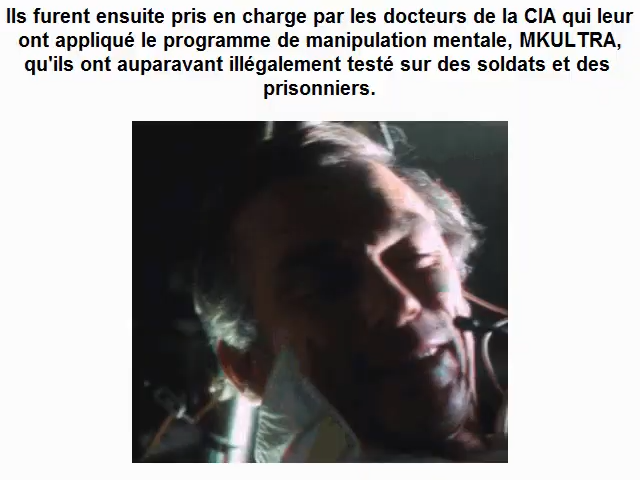 Ils furent ensuite pris en charge par les docteurs de la CIA qui leur
ont appliqué le programme de manipulation mentale, MKULTRA,
qu'ils ont auparavant illégalement testé sur des soldats et des
prisonniers.